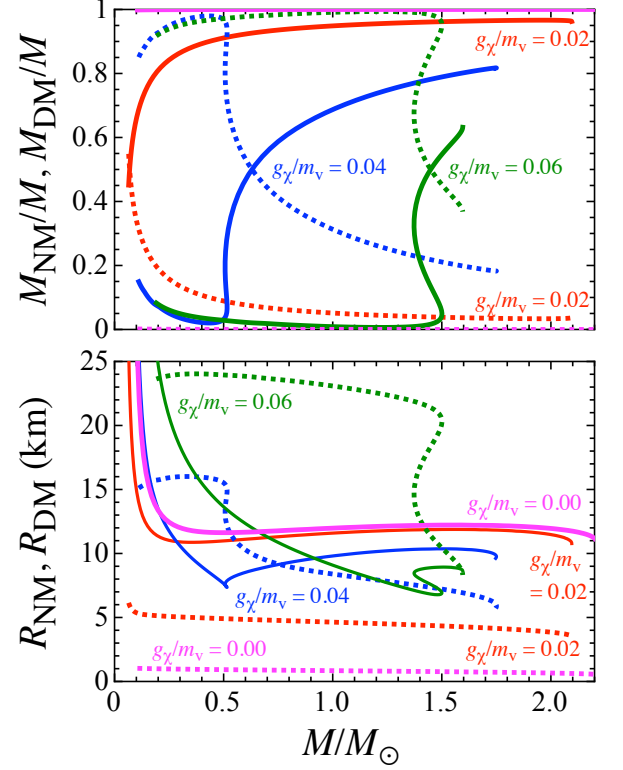 M_NM/M, M_DM/M
1
0.8
0.6
0.4
0.2
0
g_χ/m_v = 0.02
g_χ/m_v = 0.04
g_χ/m_v = 0.06
g_χ/m_v = 0.02
R_NM, R_DM (km)
25
20
15
10
5
0
g_χ/m_v = 0.06
g_χ/m_v = 0.00
g_χ/m_v
= 0.02
g_χ/m_v = 0.04
g_χ/m_v = 0.00
g_χ/m_v = 0.02
0 0.5 1.0 1.5 2.0
M/M_⊙